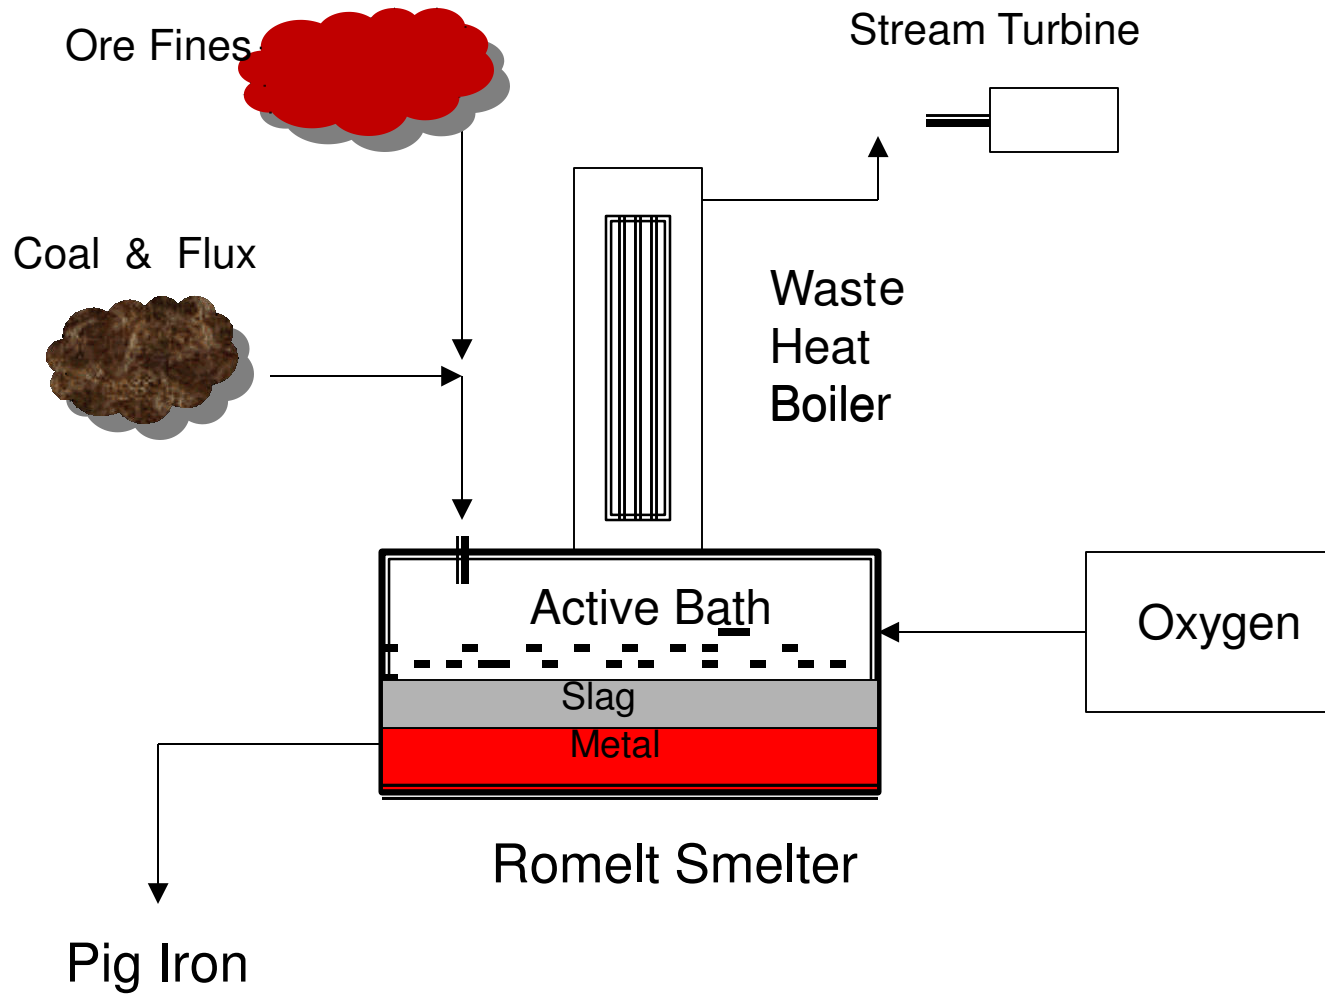 Ore Fines
Stream Turbine
Coal & Flux
Waste
Heat
Boiler
Active Bath
Oxygen
Slag
Metal
Romelt Smelter
Pig Iron